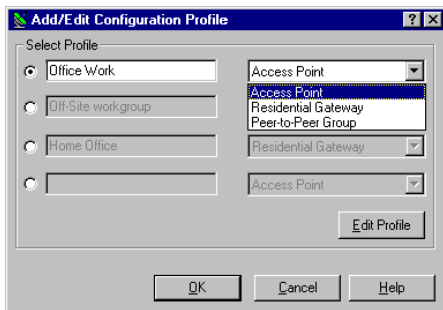 Add/Edit Configuration Profile
Select Profile
Office Work Access Point
Access Point
Off-Site workgroup Residential Gateway
Peer-to-Peer Group
Home Office Residential Gateway
Access Point
Edit Profile
OK Cancel Help